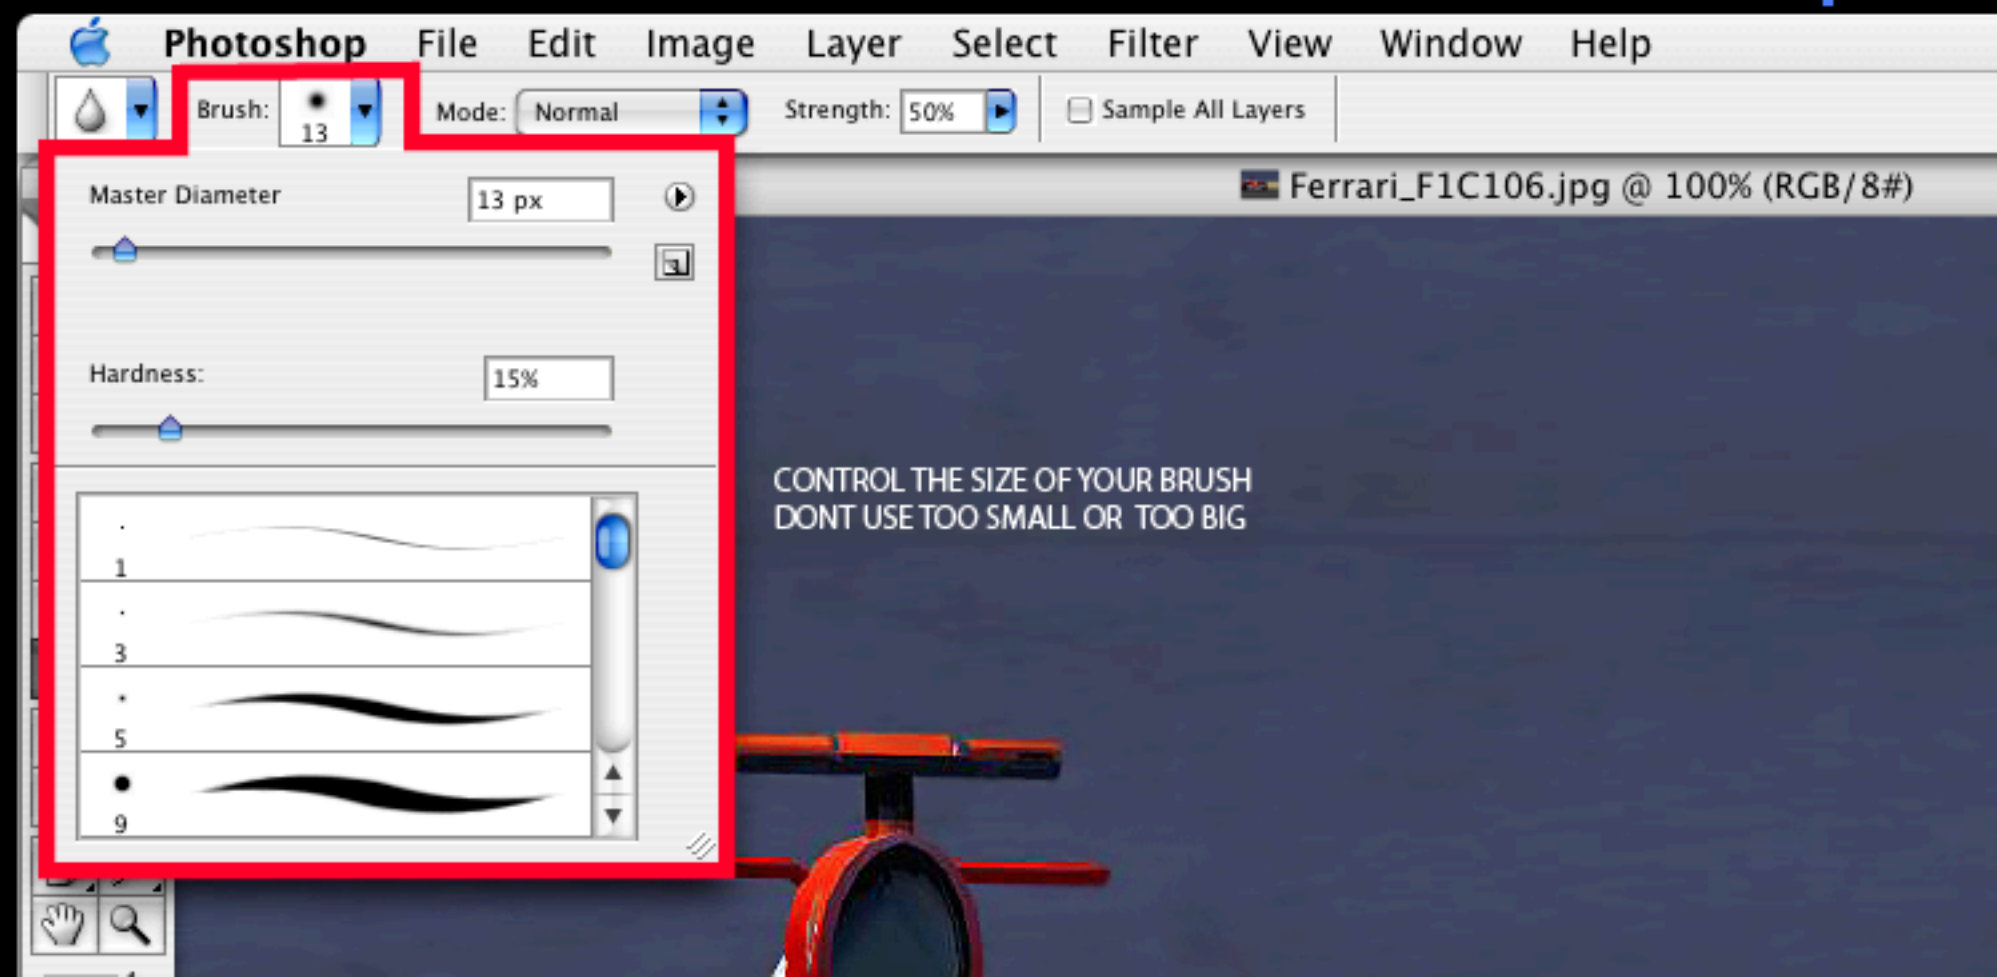 Photoshop File Edit Image Layer Select Filter View Window Help
Brush: 13 Mode: Normal Strength: 50% Sample All Layers
Ferrari_F1C106.jpg @ 100% (RGB/8#)
Master Diameter 13 px
Hardness: 15%
CONTROL THE SIZE OF YOUR BRUSH
DONT USE TOO SMALL OR TOO BIG
1
3
5
9